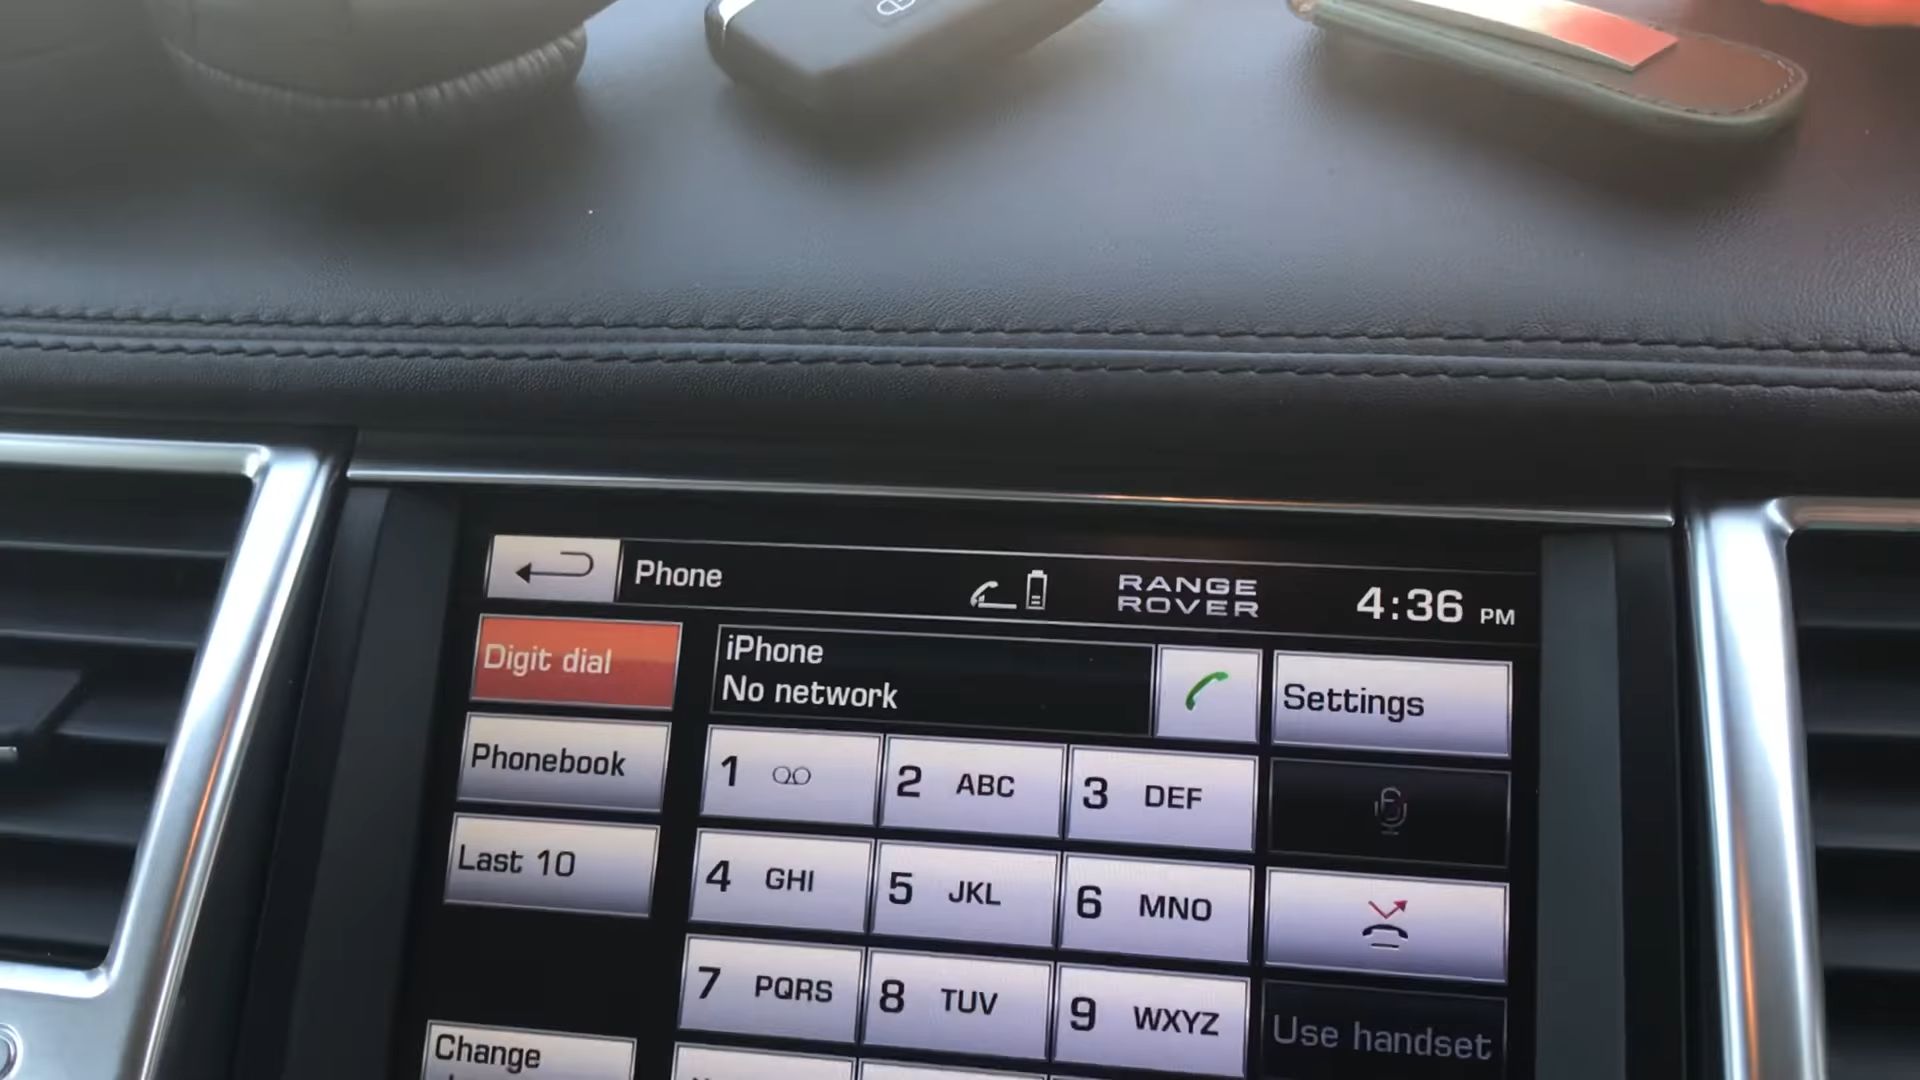 Phone
RANGE
ROVER
4:36 PM
Digit dial
iPhone
No network
Settings
Phonebook
1
2 ABC
3 DEF
Last 10
4 GHI
5 JKL
6 MNO
7 PQRS
8 TUV
9 WXYZ
Use handset
Change